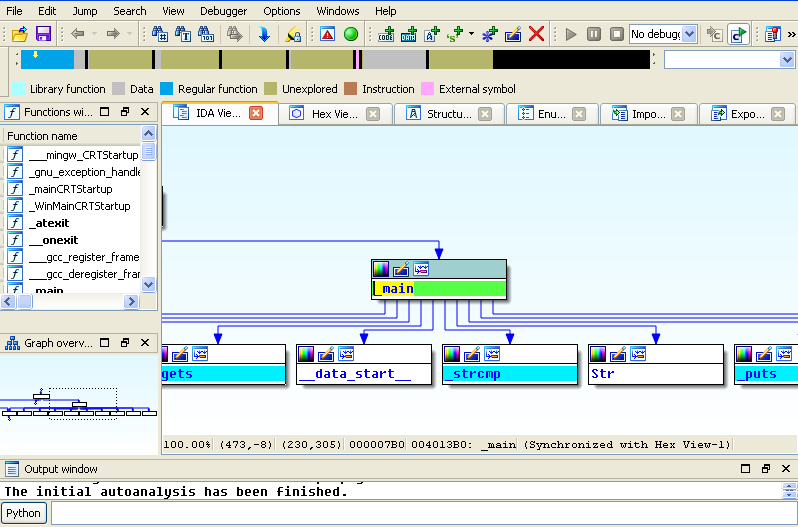 File Edit Jump Search View Debugger Options Windows Help
No debugg
Library function Data Regular function Unexplored Instruction External symbol
Functions wi...
IDA Vie... Hex Vie... Structu... Enu... Impo... Expo...
Function name
___mingw_CRTStartup
_gnu_exception_handle
_mainCRTStartup
_WinMainCRTStartup
_atexit
__onexit
___gcc_register_frame
___gcc_deregister_fra
_main
_main
gets __data_start__ _strcmp Str _puts
Graph overv...
100.00% (473,-8) (230,305) 000007B0 004013B0: _main (Synchronized with Hex View-1)
Output window
The initial autoanalysis has been finished.
Python